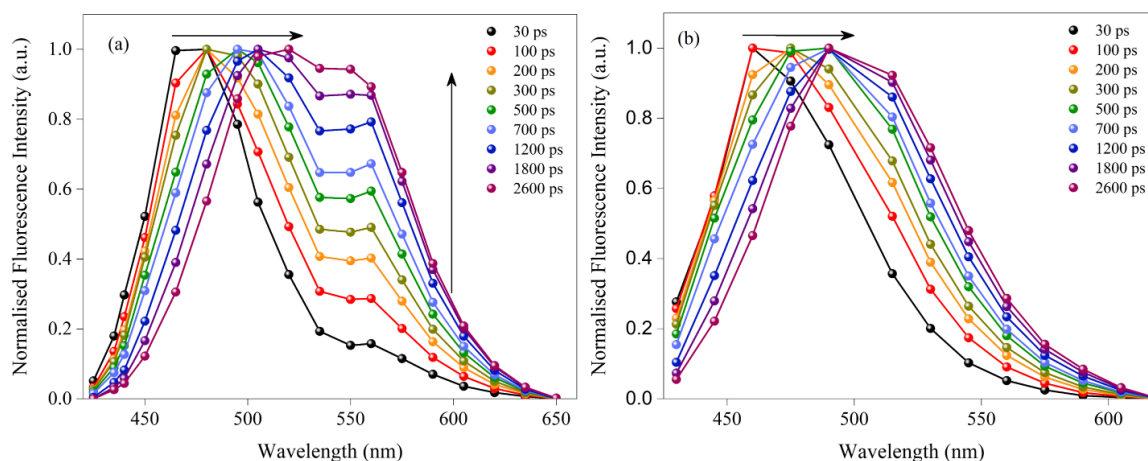 (a)
Normalised Fluorescence Intensity (a.u.)
1.0
0.8
0.6
0.4
0.2
0.0
450
500
550
600
650
Wavelength (nm)
30 ps
100 ps
200 ps
300 ps
500 ps
700 ps
1200 ps
1800 ps
2600 ps
(b)
Normalised Fluorescence Intensity (a.u.)
1.0
0.8
0.6
0.4
0.2
0.0
450
500
550
600
Wavelength (nm)
30 ps
100 ps
200 ps
300 ps
500 ps
700 ps
1200 ps
1800 ps
2600 ps